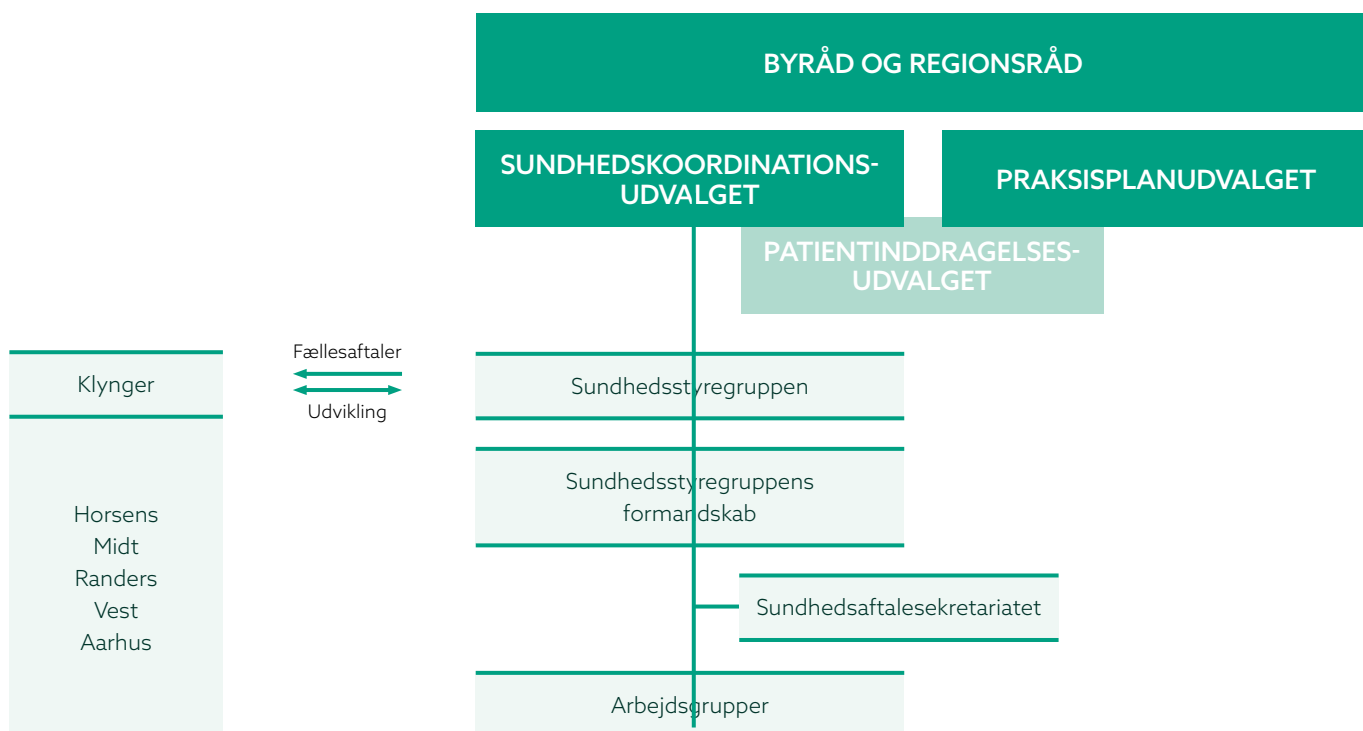 BYRÅD OG REGIONSRÅD
SUNDHEDSKOORDINATIONS-
UDVALGET
PRAKSISPLANUDVALGET
PATIENTINDDRAGELSES-
UDVALGET
Klynger
Fællesaftaler
Udvikling
Sundhedsstyregruppen
Sundhedsstyregruppens
formandskab
Horsens
Midt
Randers
Vest
Aarhus
Sundhedsaftalesekretariatet
Arbejdsgrupper